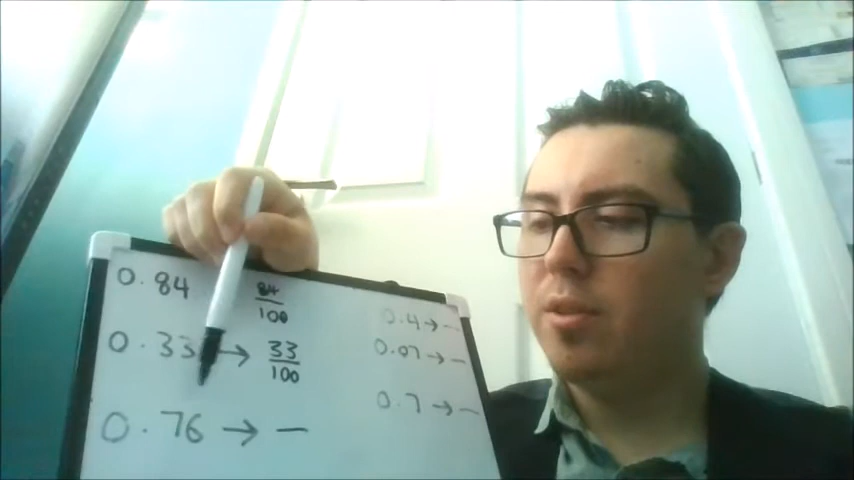 0.84 84/100
0.33 → 33/100
0.76 → —
0.4 → —
0.07 → —
0.7 → —